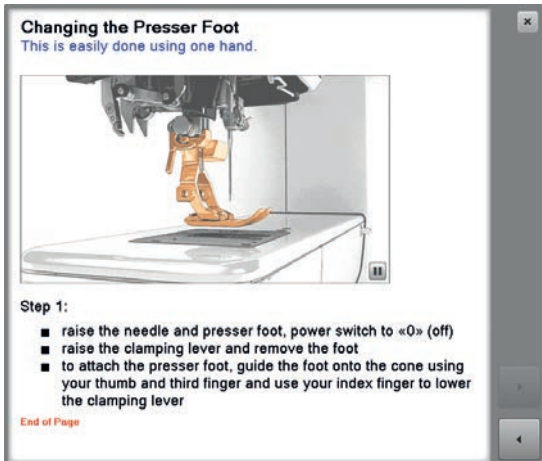 Changing the Presser Foot
This is easily done using one hand.
Step 1:
■ raise the needle and presser foot, power switch to «0» (off)
■ raise the clamping lever and remove the foot
■ to attach the presser foot, guide the foot onto the cone using
your thumb and third finger and use your index finger to lower
the clamping lever
End of Page